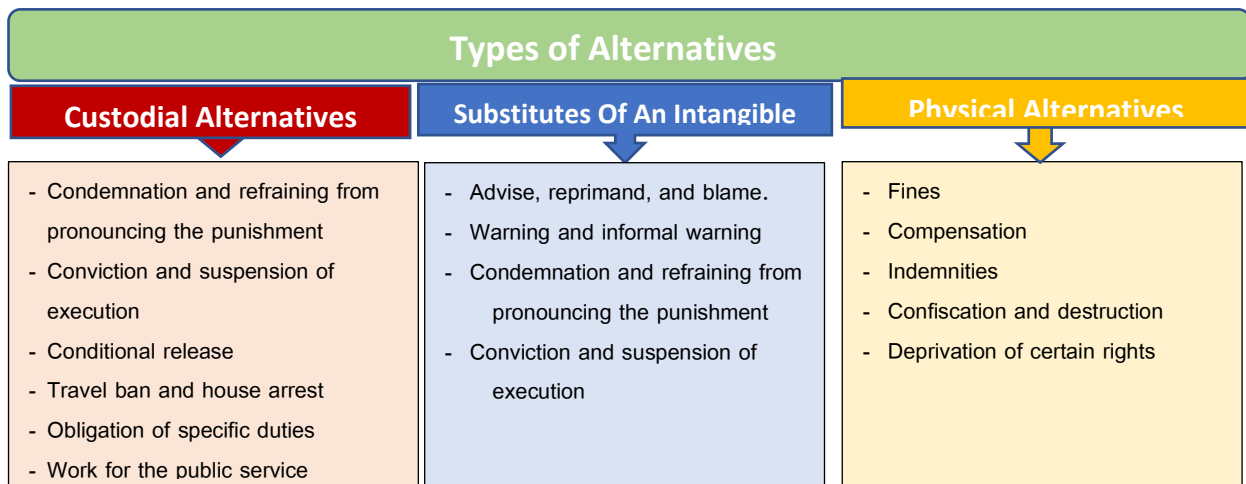 Types of Alternatives
Custodial Alternatives
- Condemnation and refraining from
pronouncing the punishment
- Conviction and suspension of
execution
- Conditional release
- Travel ban and house arrest
- Obligation of specific duties
- Work for the public service
Substitutes Of An Intangible
- Advise, reprimand, and blame.
- Warning and informal warning
- Condemnation and refraining from
pronouncing the punishment
- Conviction and suspension of
execution
Physical Alternatives
- Fines
- Compensation
- Indemnities
- Confiscation and destruction
- Deprivation of certain rights